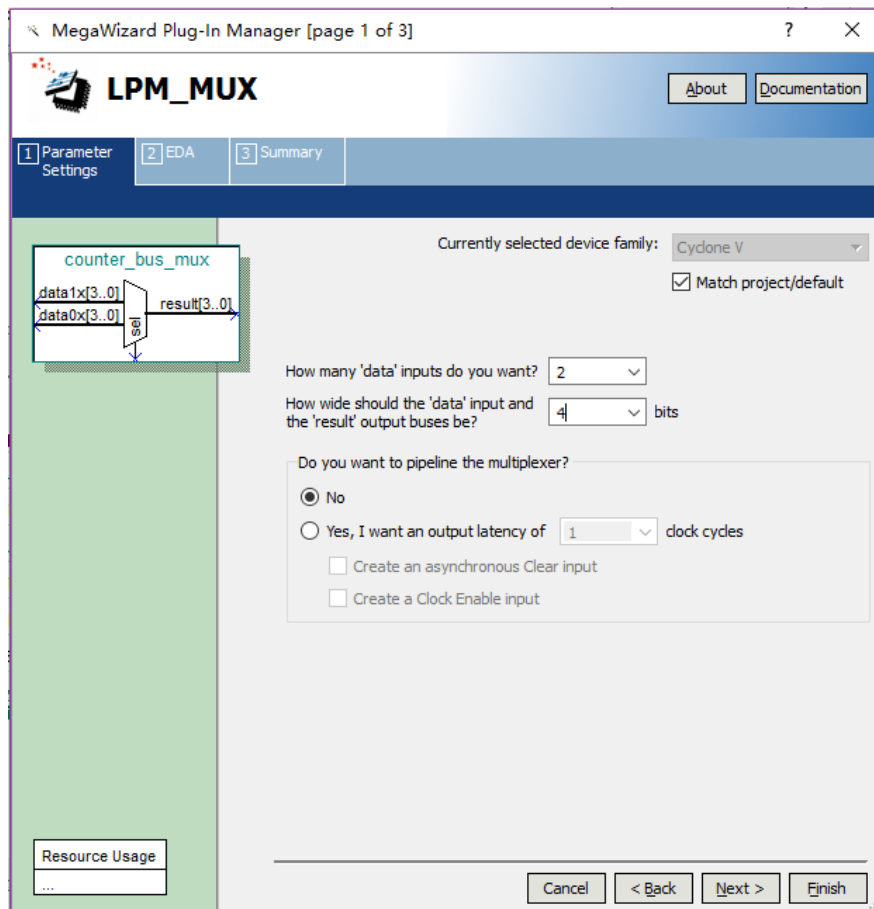 MegaWizard Plug-In Manager [page 1 of 3]
?
LPM_MUX
About
Documentation
1 Parameter Settings
2 EDA
3 Summary
counter_bus_mux
data1x[3..0]
data0x[3..0]
result[3..0]
sel
Currently selected device family:
Cyclone V
Match project/default
How many 'data' inputs do you want?
2
How wide should the 'data' input and
the 'result' output buses be?
4
bits
Do you want to pipeline the multiplexer?
No
Yes, I want an output latency of
1
clock cycles
Create an asynchronous Clear input
Create a Clock Enable input
Resource Usage
...
Cancel
< Back
Next >
Finish